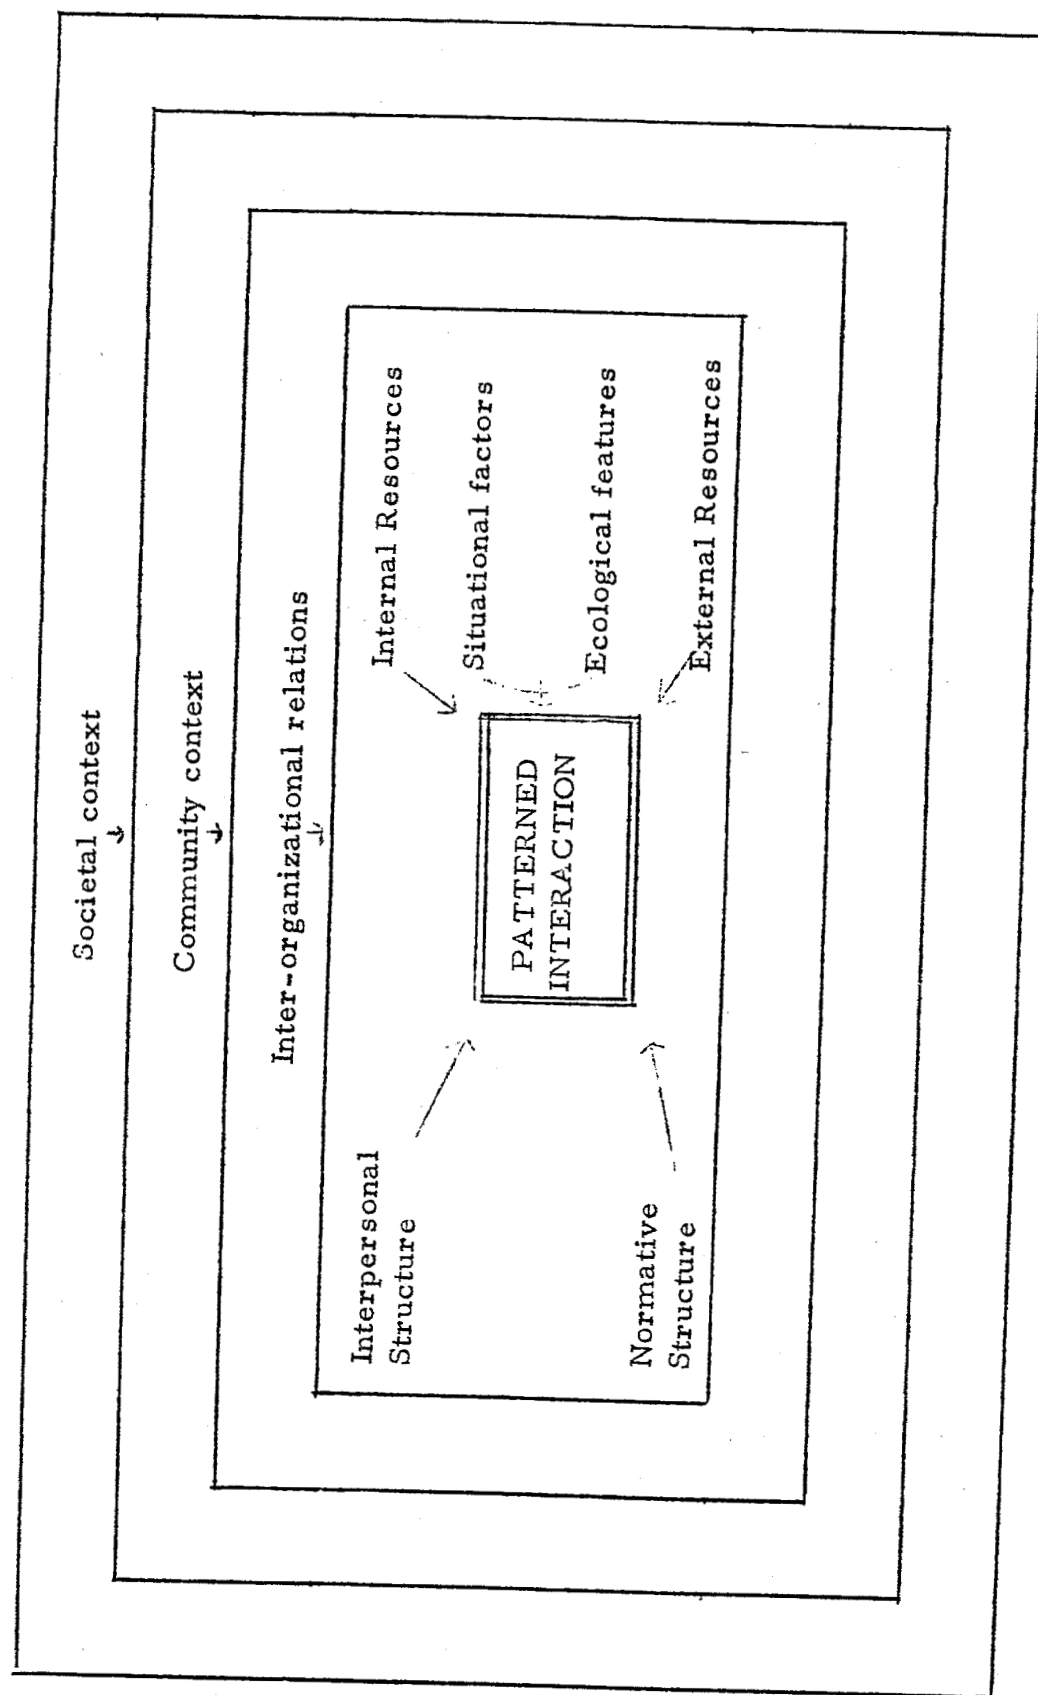 Societal context
Community context
Inter-organizational relations
Interpersonal
Structure
Internal Resources
Situational factors
PATTERNED
INTERACTION
Ecological features
Normative
Structure
External Resources